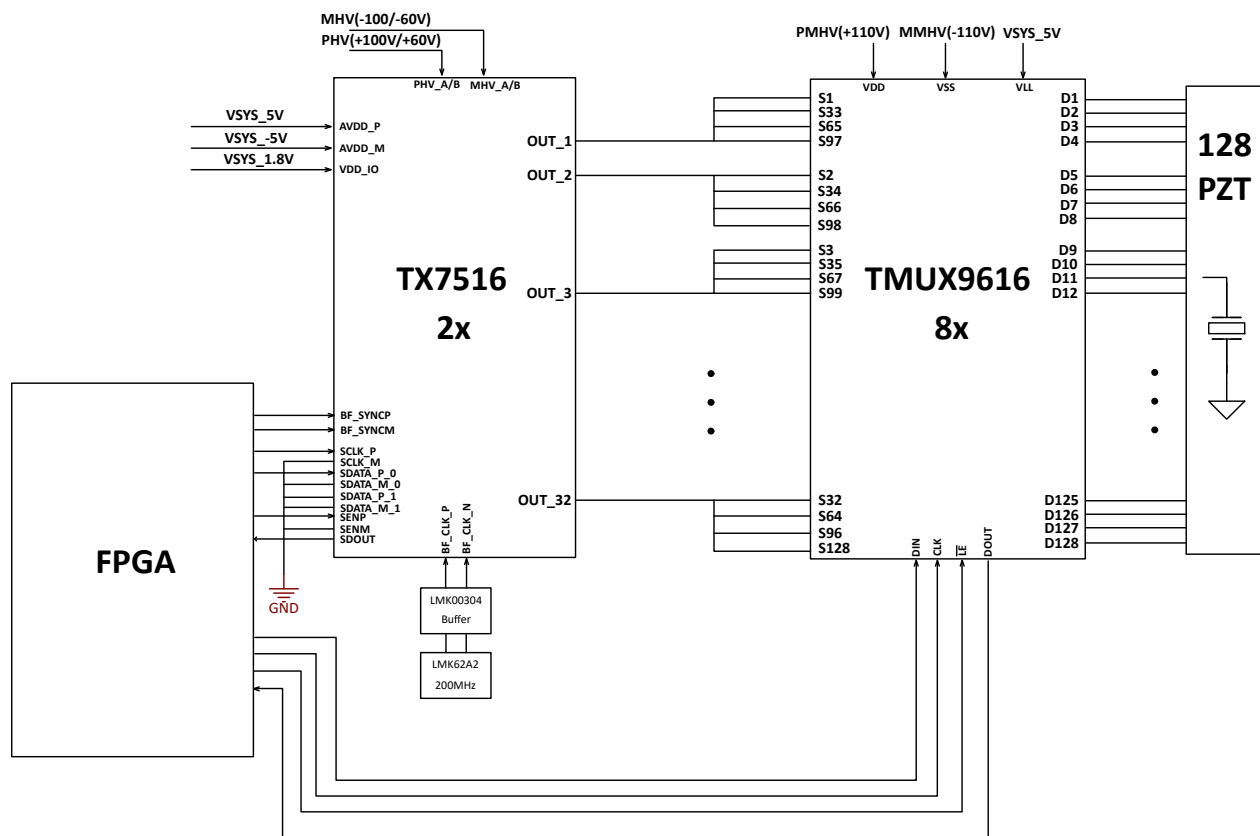 MHV(-100/-60V)
PHV(+100V/+60V)
PHV_A/B
MHV_A/B
VSYS_5V
AVDD_P
VSYS_-5V
AVDD_M
VSYS_1.8V
VDD_IO
OUT_1
OUT_2
OUT_3
OUT_32
TX7516
2x
BF_SYNCP
BF_SYNCM
SCLK_P
SCLK_M
SDATA_P_0
SDATA_M_0
SDATA_P_1
SDATA_M_1
SENP
SENM
SDOUT
BF_CLK_P
BF_CLK_N
FPGA
GND
LMK00304
Buffer
LMK62A2
200MHz
PMHV(+110V)
MMHV(-110V)
VSYS_5V
VDD
VSS
VLL
S1
S33
S65
S97
S2
S34
S66
S98
S3
S35
S67
S99
S32
S64
S96
S128
TMUX9616
8x
D1
D2
D3
D4
D5
D6
D7
D8
D9
D10
D11
D12
D125
D126
D127
D128
DIN
CLK
LE
DOUT
128
PZT